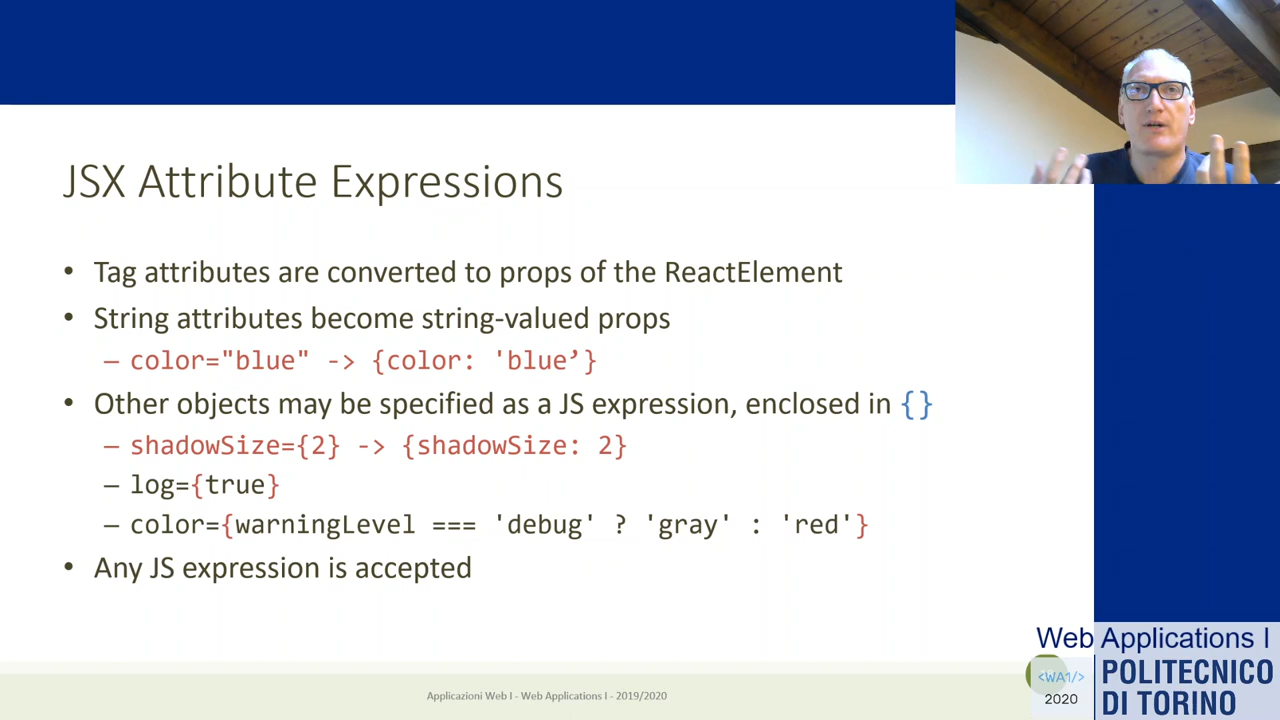 JSX Attribute Expressions
• Tag attributes are converted to props of the ReactElement
• String attributes become string-valued props
– color="blue" -> {color: 'blue’}
• Other objects may be specified as a JS expression, enclosed in {}
– shadowSize={2} -> {shadowSize: 2}
– log={true}
– color={warningLevel === 'debug' ? 'gray' : 'red'}
• Any JS expression is accepted
Web Applications I
<WA1/>
2020
POLITECNICO
DI TORINO
Applicazioni Web I - Web Applications I - 2019/2020